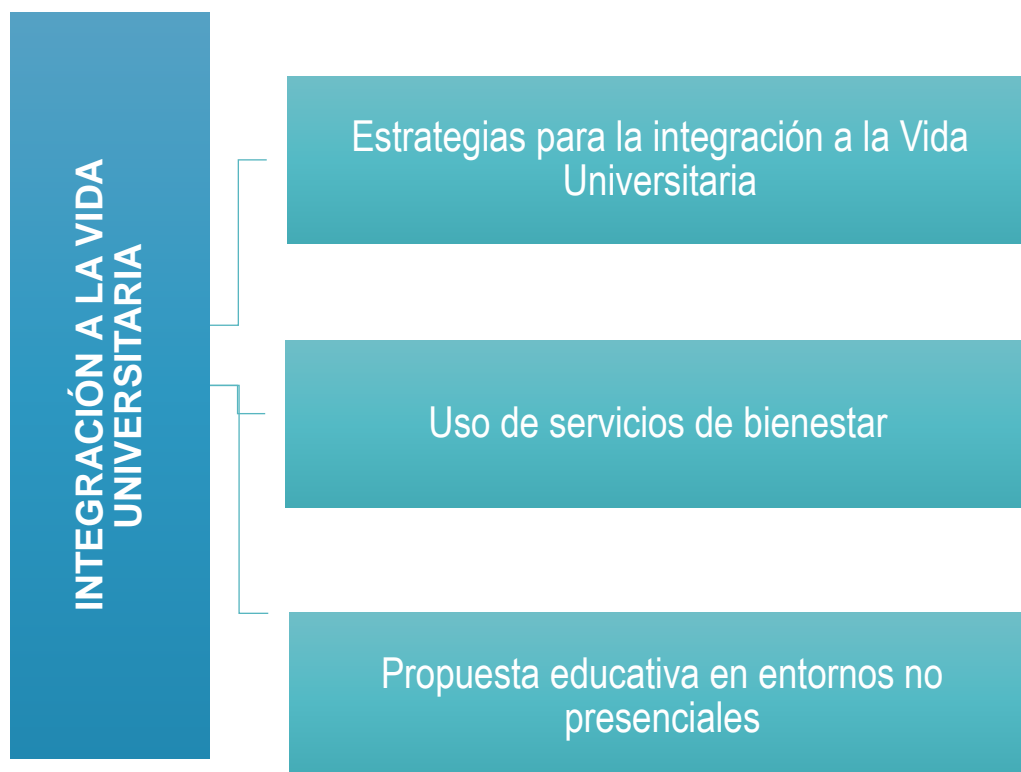 INTEGRACIÓN A LA VIDA
UNIVERSITARIA
Estrategias para la integración a la Vida
Universitaria
Uso de servicios de bienestar
Propuesta educativa en entornos no
presenciales